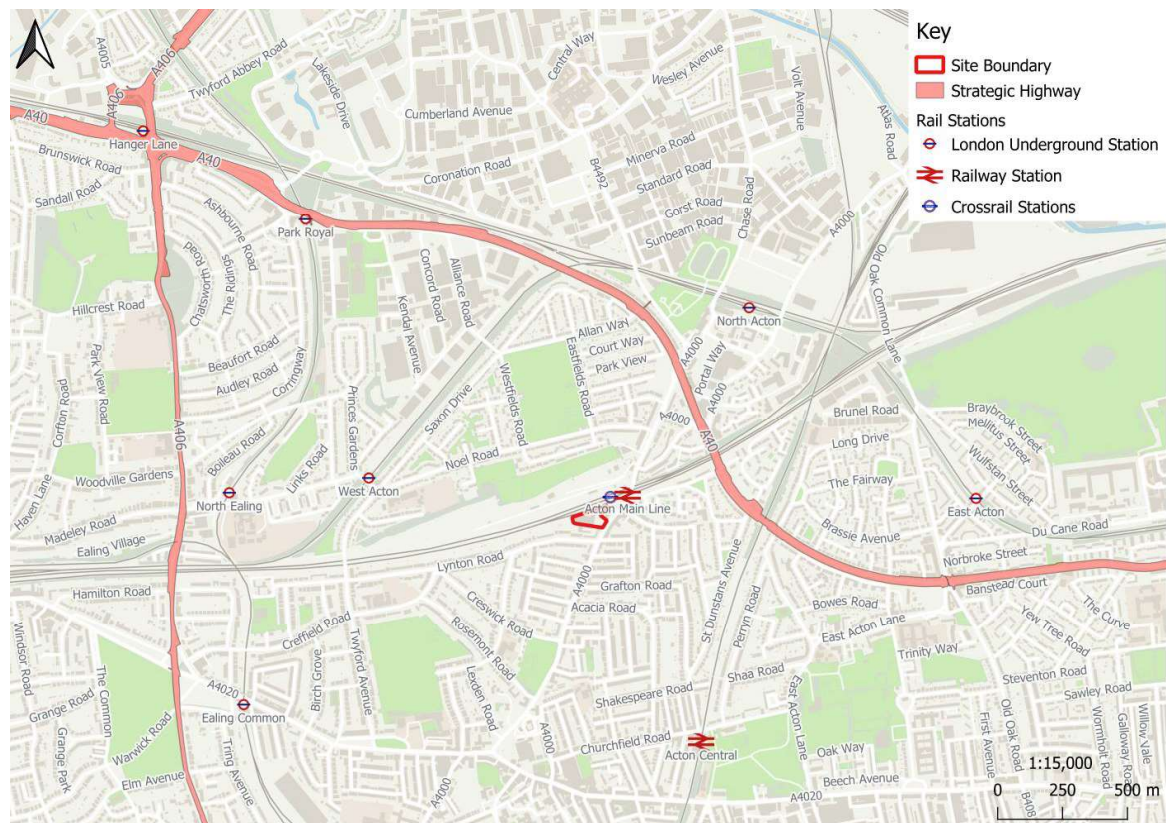 Key
Site Boundary
Strategic Highway
Rail Stations
London Underground Station
Railway Station
Crossrail Stations
A4005
A406
Twyford Abbey Road
Lakeside Drive
Central Way
Wesley Avenue
Volt Avenue
Atlas Road
A406
A40
Hanger Lane
A40
Cumberland Avenue
Brunswick Road
Sandall Road
Coronation Road
B4492
Minerva Road
Standard Road
Gorst Road
Sunbeam Road
Chase Road
A4000
Old Oak Common Lane
Ashbourne Road
The Ridings
Chatsworth Road
Park Royal
Concord Road
Alliance Road
Kendal Avenue
Hillcrest Road
North Acton
Allan Way
Court Way
Park View
Eastfields Road
Westfields Road
A4000
Portal Way
A4000
A4000
A40
Park View Road
Corfton Road
Beaufort Road
Audley Road
Corringway
Princes Gardens
Saxon Drive
A406
Brunel Road
Long Drive
Braybrook Street
Mellitus Street
Wulfstan Street
Boileau Road
Links Road
Noel Road
Woodville Gardens
Haven Lane
North Ealing
West Acton
Acton Main Line
The Fairway
East Acton
Madeley Road
Ealing Village
Du Cane Road
Brassie Avenue
Norbroke Street
Lynton Road
Banstead Court
Hamilton Road
A4000
Grafton Road
Acacia Road
St Dunstans Avenue
Perryn Road
Bowes Road
East Acton Lane
Yew Tree Road
The Curve
Creffield Road
Creswick Road
Rosemont Road
Windsor Road
The Common
Birch Grove
Twyford Avenue
Lexden Road
Trinity Way
Shaa Road
Steventon Road
Sawley Road
Shakespeare Road
East Acton Lane
Grange Road
A4020
Ealing Common
Warwick Road
Grange Park
Elm Avenue
Tring Avenue
A4000
Churchfield Road
Acton Central
Oak Way
Beech Avenue
First Avenue
Old Oak Road
Wormholt Road
Galloway Road
Willow Vale
A4000
A4020
B408
1:15,000
0 250 500 m